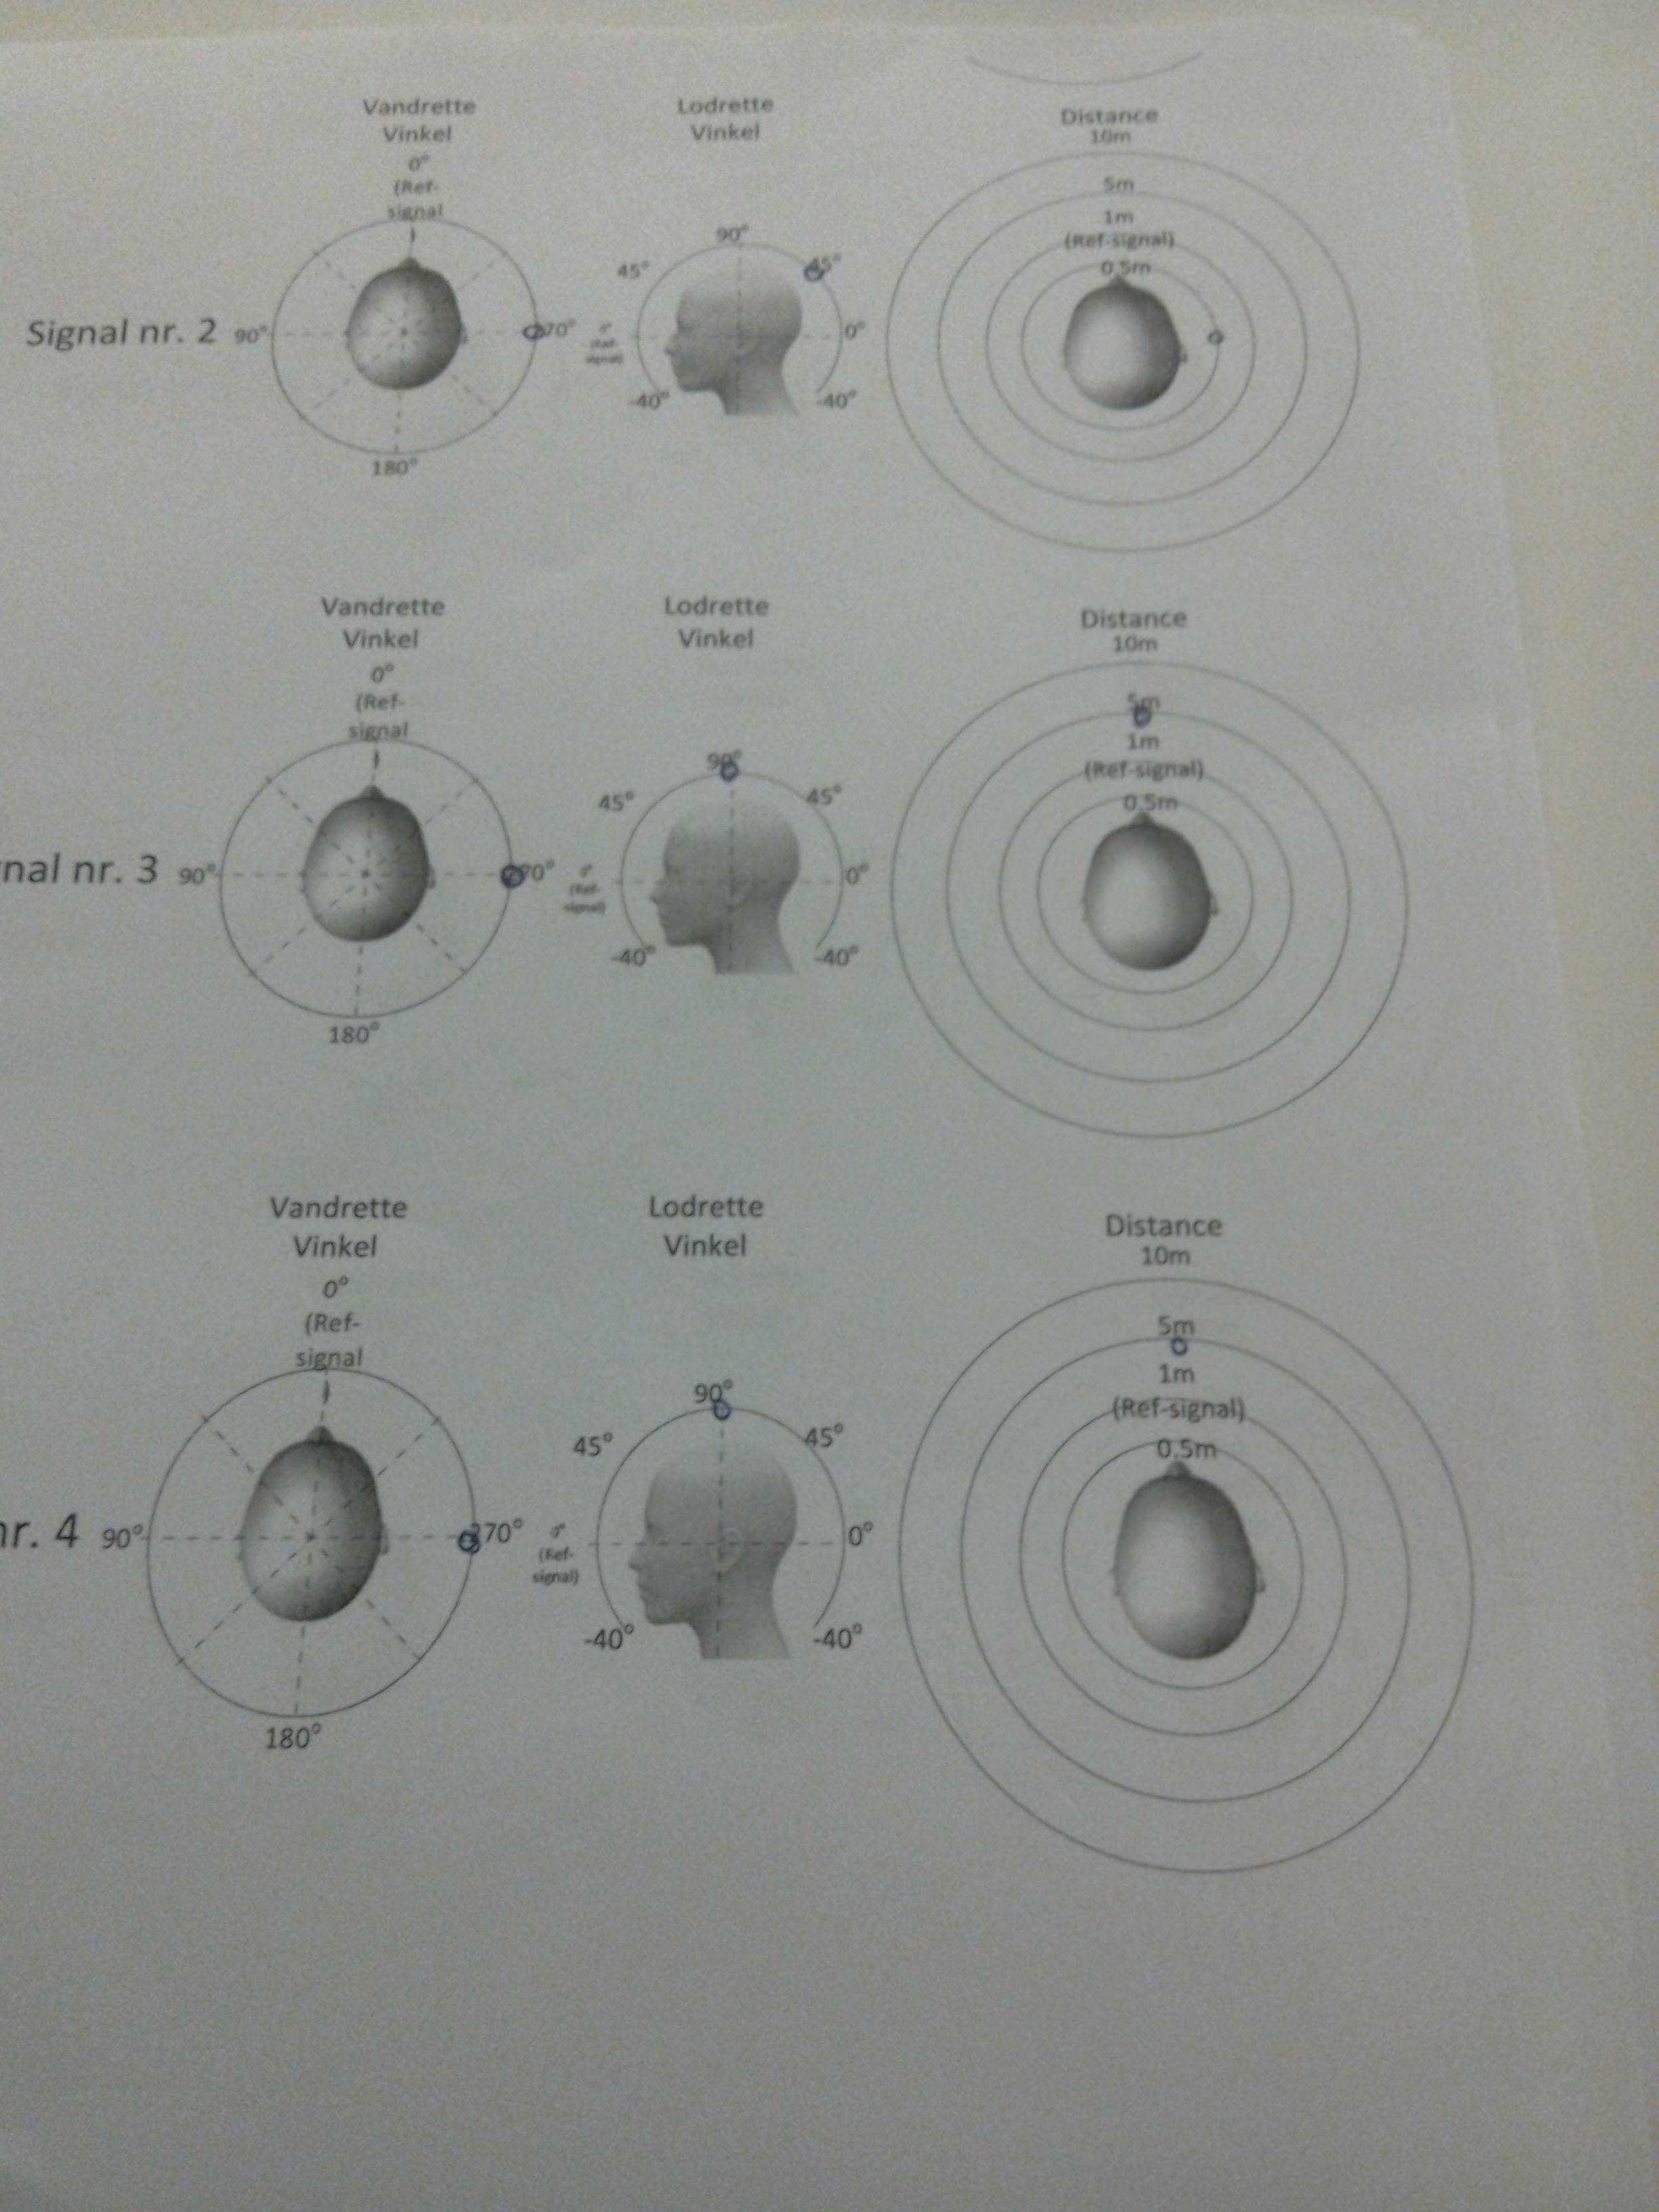 Vandrette
Vinkel
0°
(Ref-
signal
Signal nr. 2
90°
270°
180°
Lodrette
Vinkel
90°
45°
45°
0°
(Ref-
signal)
0°
-40°
-40°
Distance
10m
5m
1m
(Ref-signal)
0.5m
Vandrette
Vinkel
0°
(Ref-
signal
nal nr. 3
90°
270°
180°
Lodrette
Vinkel
90°
45°
45°
0°
(Ref-
signal)
0°
-40°
-40°
Distance
10m
5m
1m
(Ref-signal)
0.5m
Vandrette
Vinkel
0°
(Ref-
signal
nr. 4
90°
270°
180°
Lodrette
Vinkel
90°
45°
45°
0°
(Ref-
signal)
0°
-40°
-40°
Distance
10m
5m
1m
(Ref-signal)
0.5m